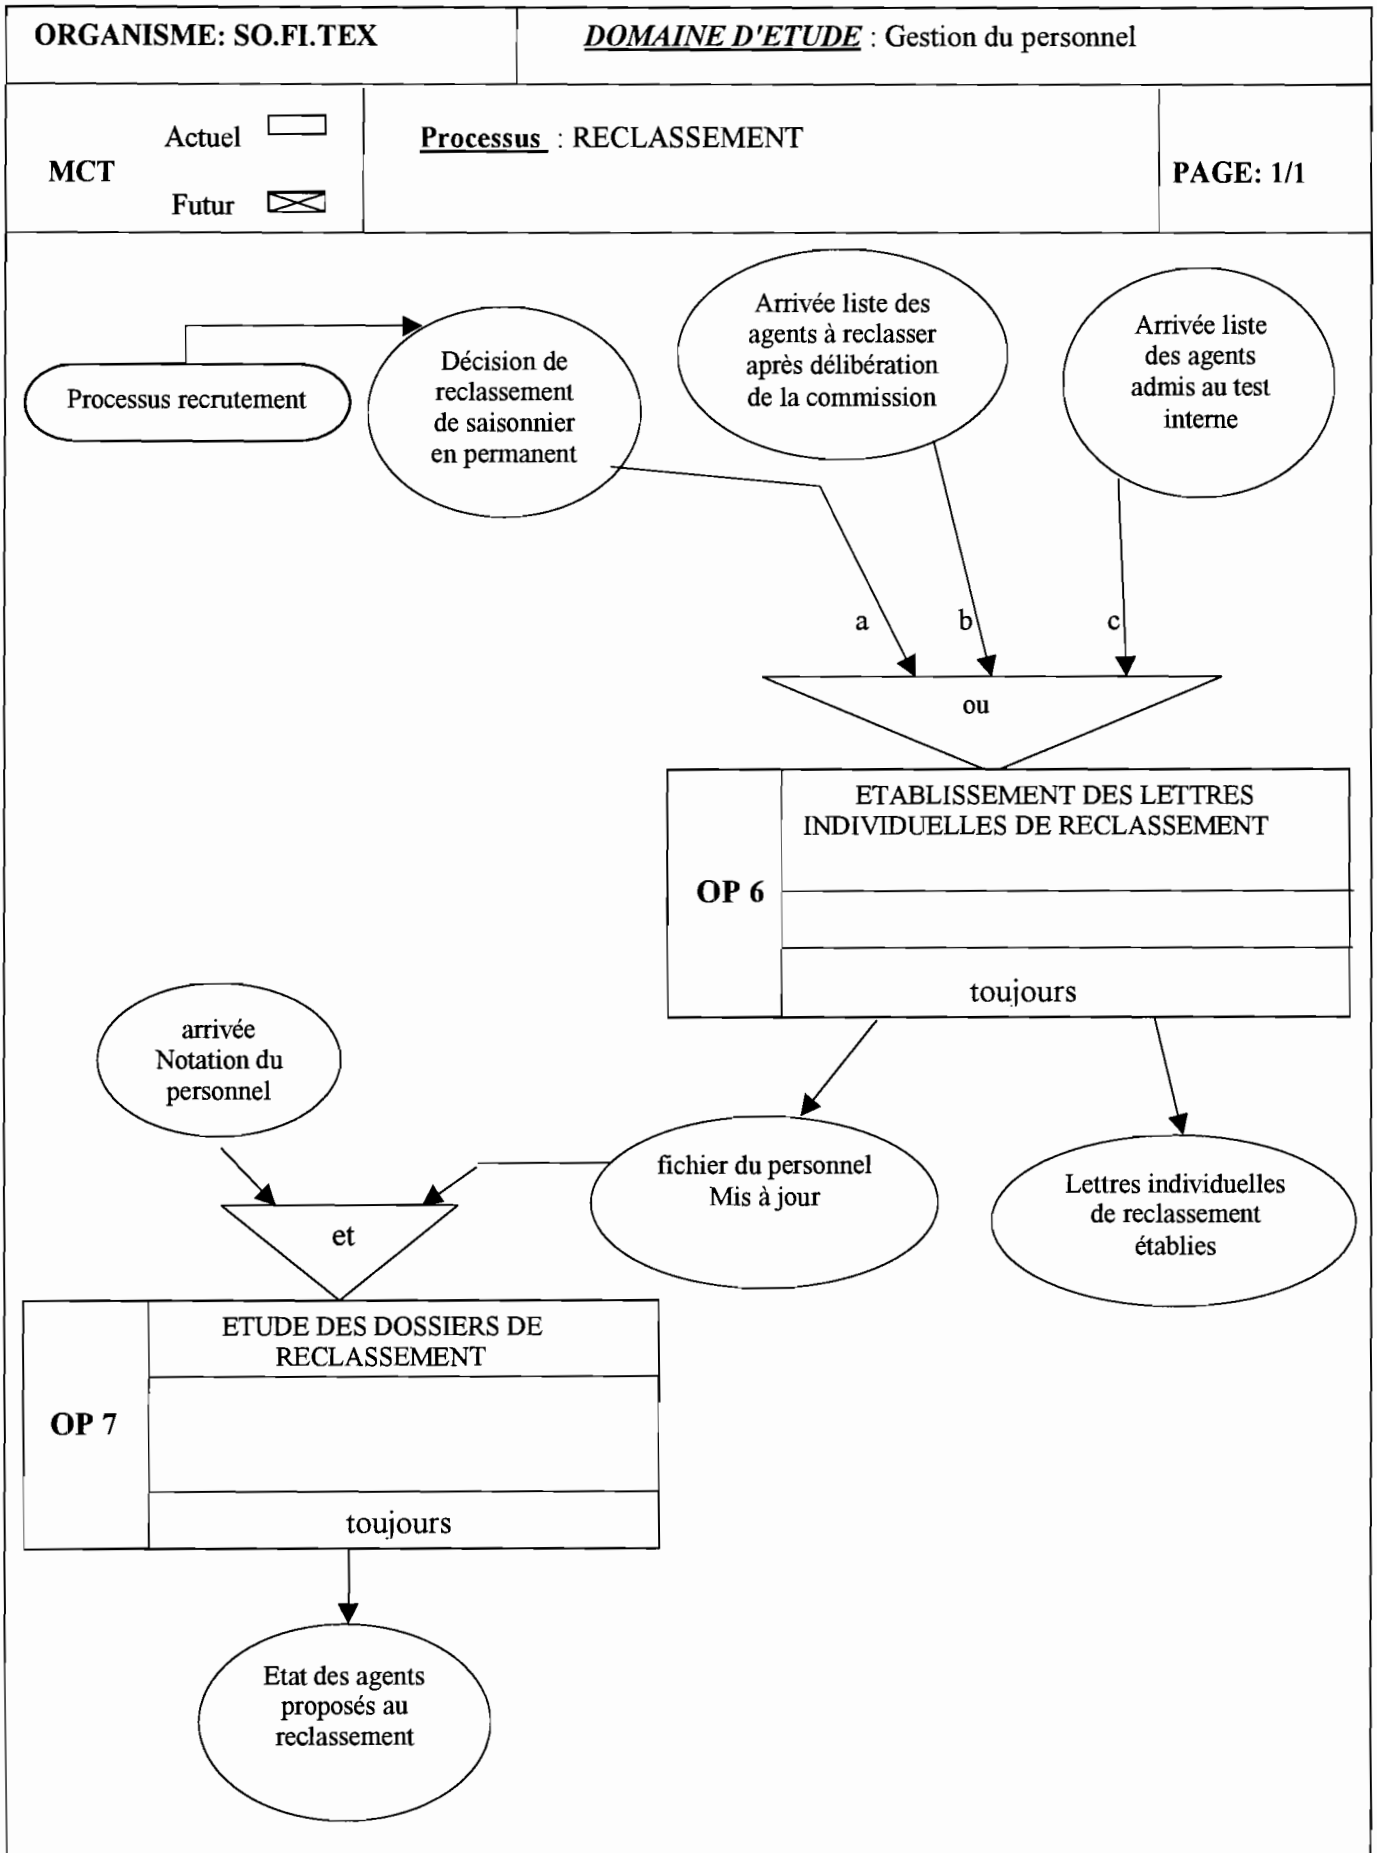 ORGANISME: SO.FI.TEX
DOMAINE D'ETUDE : Gestion du personnel
MCT
Actuel
Futur
Processus : RECLASSEMENT
PAGE: 1/1
Processus recrutement
Décision de
reclassement
de saisonnier
en permanent
Arrivée liste des
agents à reclasser
après délibération
de la commission
Arrivée liste
des agents
admis au test
interne
a
b
c
ou
OP 6
ETABLISSEMENT DES LETTRES
INDIVIDUELLES DE RECLASSEMENT
toujours
arrivée
Notation du
personnel
fichier du personnel
Mis à jour
Lettres individuelles
de reclassement
établies
et
OP 7
ETUDE DES DOSSIERS DE
RECLASSEMENT
toujours
Etat des agents
proposés au
reclassement